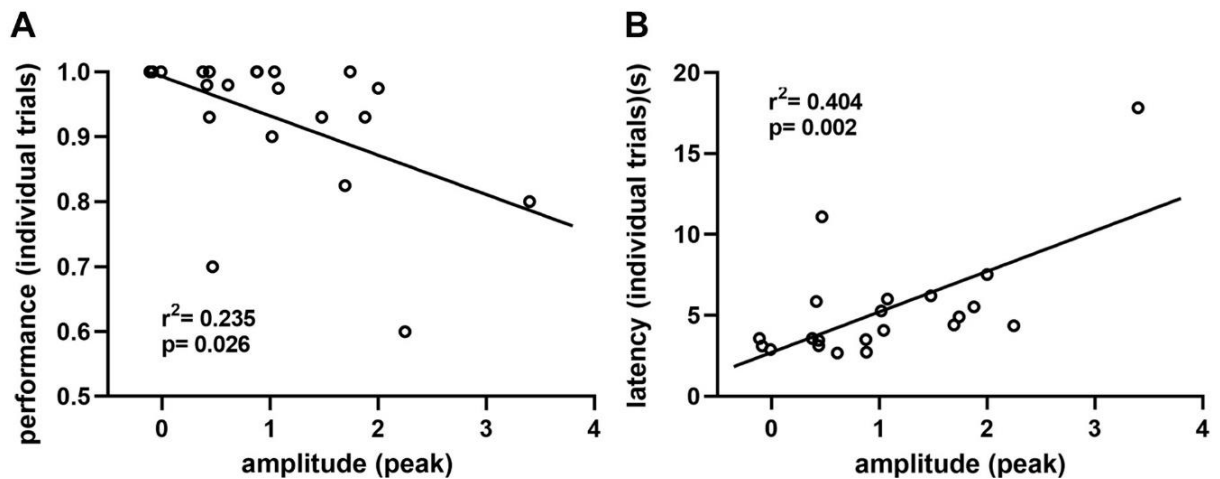 A
performance (individual trials)
1.0
0.9
0.8
0.7
0.6
0.5
r²= 0.235
p= 0.026
0
1
2
3
4
amplitude (peak)
B
latency (individual trials)(s)
20
15
10
5
0
r²= 0.404
p= 0.002
0
1
2
3
4
amplitude (peak)